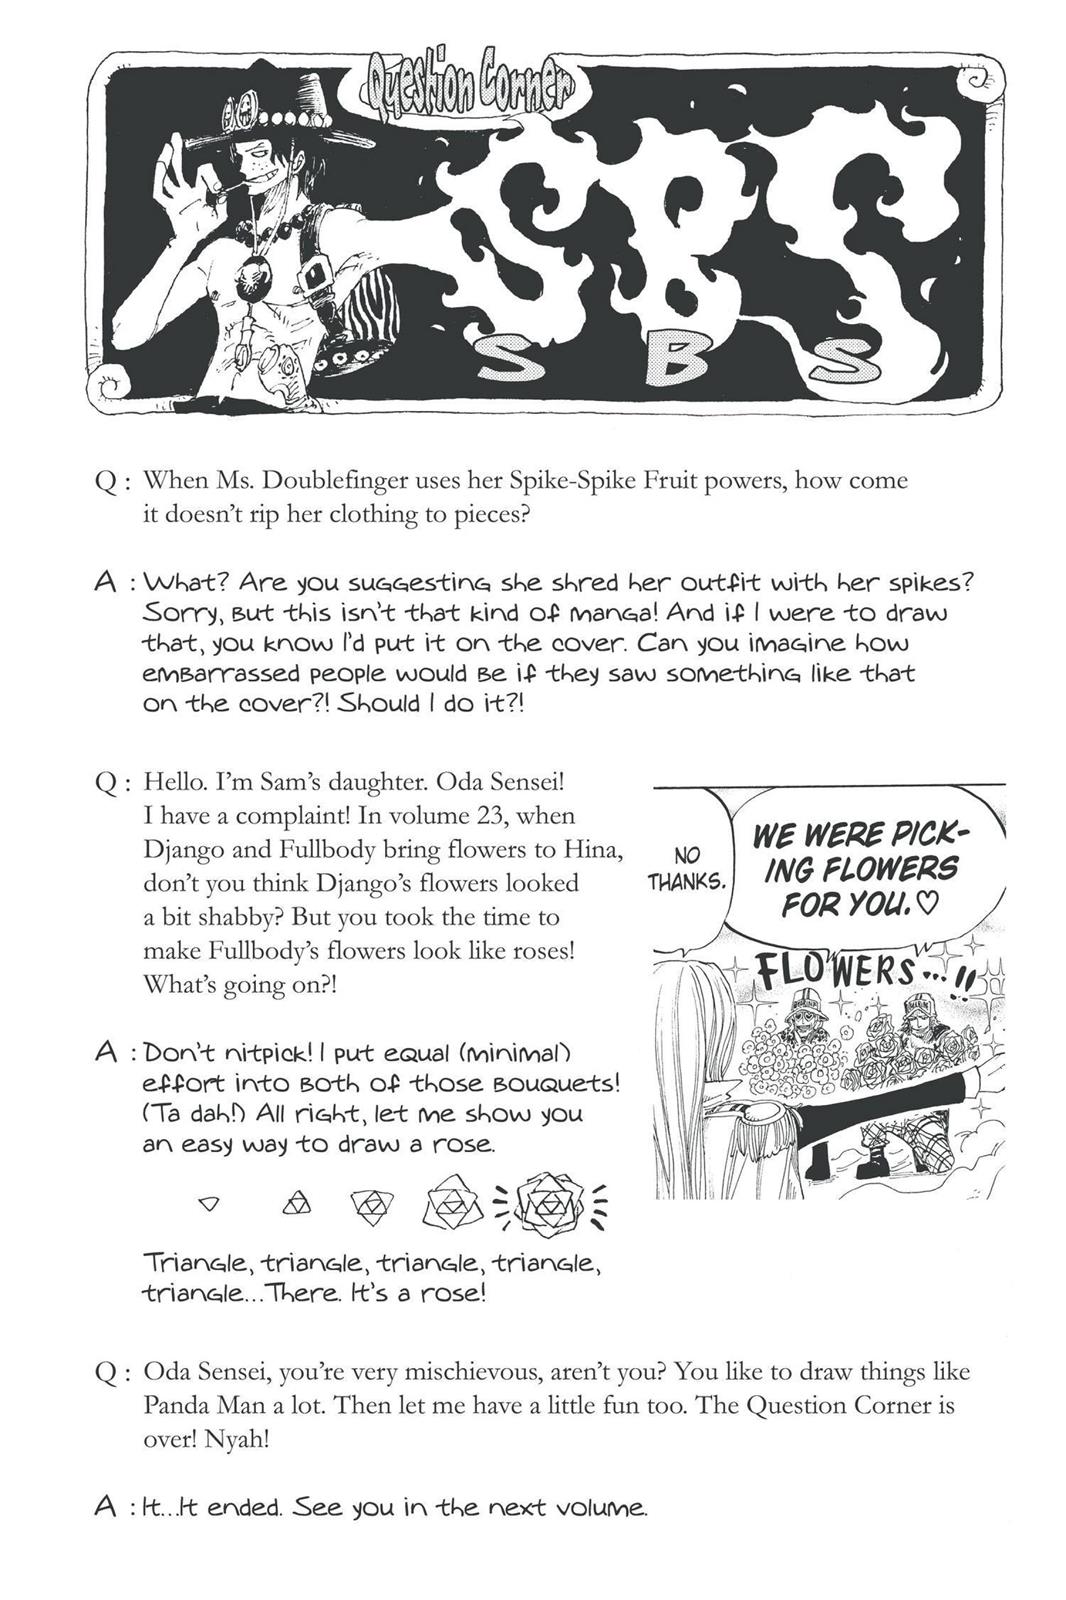 Question Corner
SBS
SBS
Q : When Ms. Doublefinger uses her Spike-Spike Fruit powers, how come
it doesn't rip her clothing to pieces?
A : What? Are you suggesting she shred her outfit with her spikes?
Sorry, but this isn't that kind of manga! And if I were to draw
that, you know I'd put it on the cover. Can you imagine how
embarrassed people would be if they saw something like that
on the cover?! Should I do it?!
Q : Hello. I'm Sam's daughter. Oda Sensei!
I have a complaint! In volume 23, when
Django and Fullbody bring flowers to Hina,
don't you think Django's flowers looked
a bit shabby? But you took the time to
make Fullbody's flowers look like roses!
What's going on?!
NO
THANKS.
WE WERE PICK-
ING FLOWERS
FOR YOU.♡
FLOWERS...!!
A : Don't nitpick! I put equal (minimal)
effort into both of those bouquets!
(Ta dah!) All right, let me show you
an easy way to draw a rose.
Triangle, triangle, triangle, triangle,
triangle...There. It's a rose!
Q : Oda Sensei, you're very mischievous, aren't you? You like to draw things like
Panda Man a lot. Then let me have a little fun too. The Question Corner is
over! Nyah!
A : It...It ended. See you in the next volume.